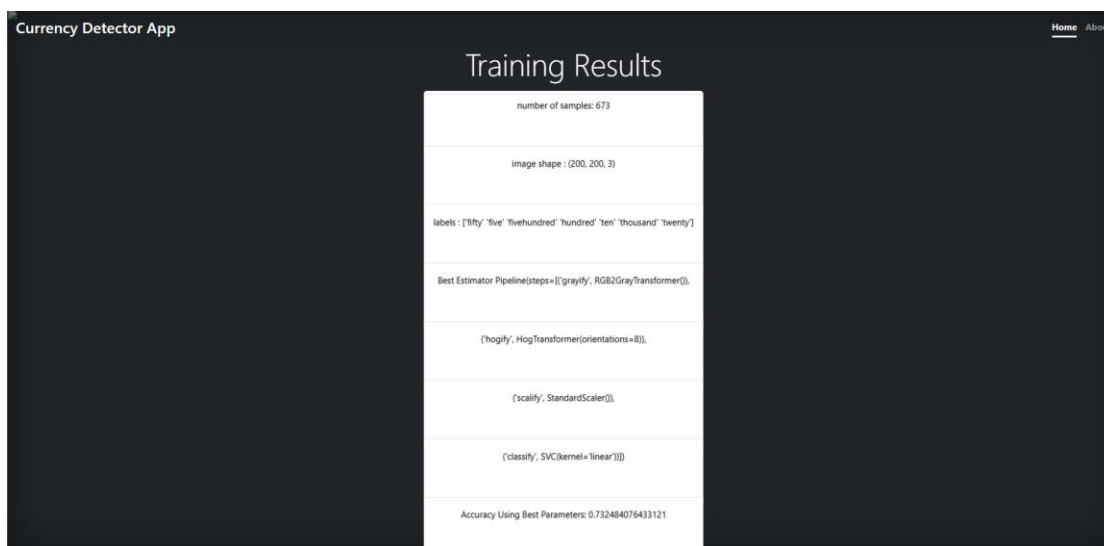 Currency Detector App
Home Abou
Training Results
number of samples: 673
image shape : (200, 200, 3)
labels : ['fifty' 'five' 'fivehundred' 'hundred' 'ten' 'thousand' 'twenty']
Best Estimator Pipeline(steps=[('grayify', RGB2GrayTransformer()),
('hogify', HogTransformer(orientations=8)),
('scalify', StandardScaler()),
('classify', SVC(kernel='linear'))])
Accuracy Using Best Parameters: 0.732484076433121